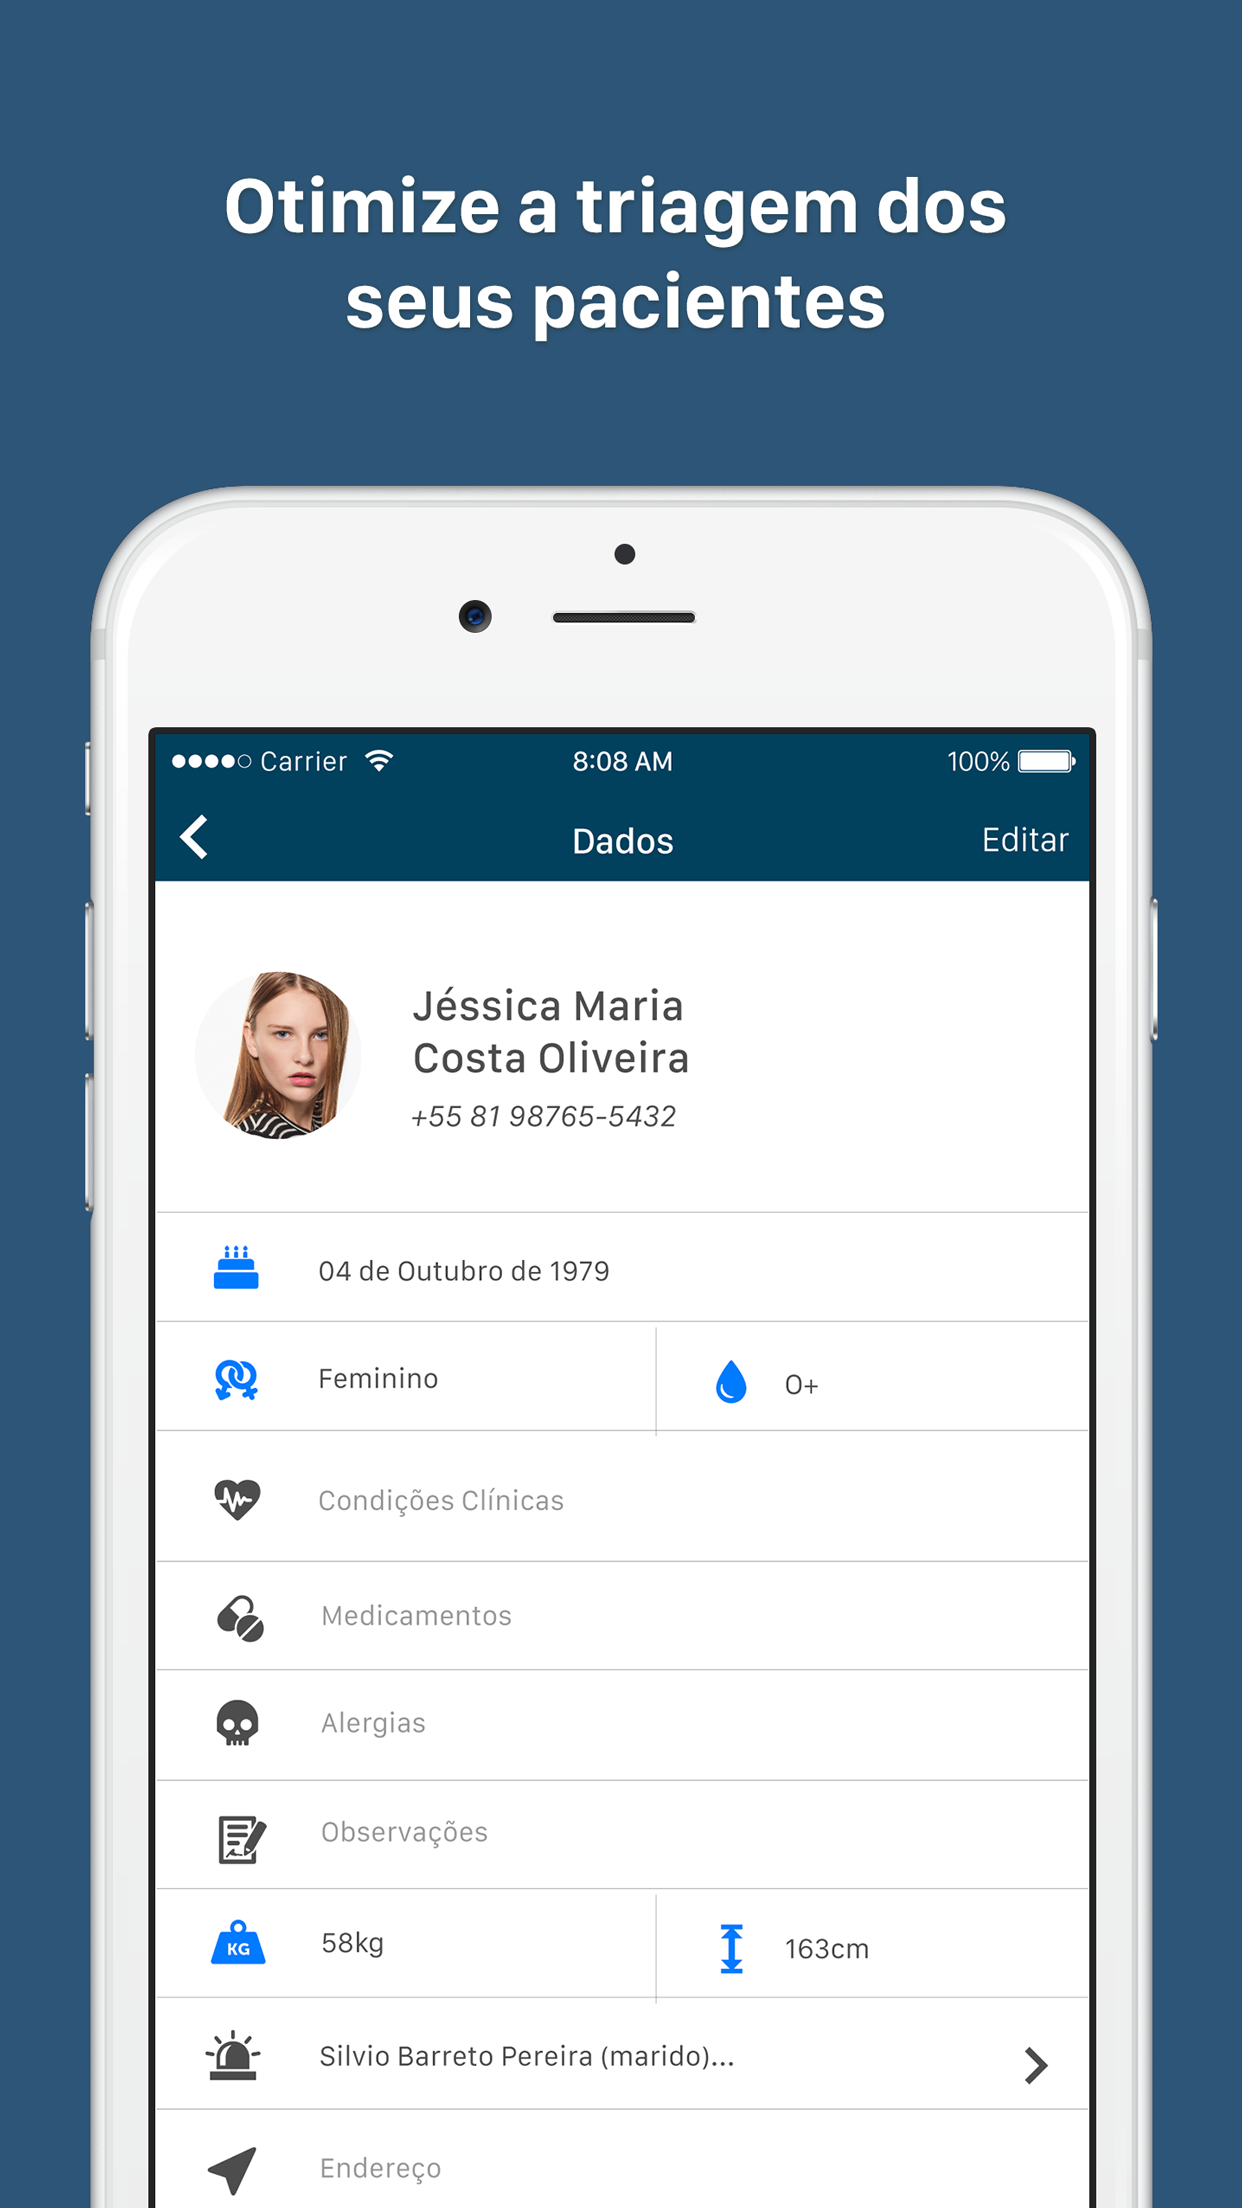 Otimize a triagem dos
seus pacientes
Carrier
8:08 AM
100%
Dados
Editar
Jéssica Maria
Costa Oliveira
+55 81 98765-5432
04 de Outubro de 1979
Feminino
O+
Condições Clínicas
Medicamentos
Alergias
Observações
KG
58kg
163cm
Silvio Barreto Pereira (marido)...
Endereço